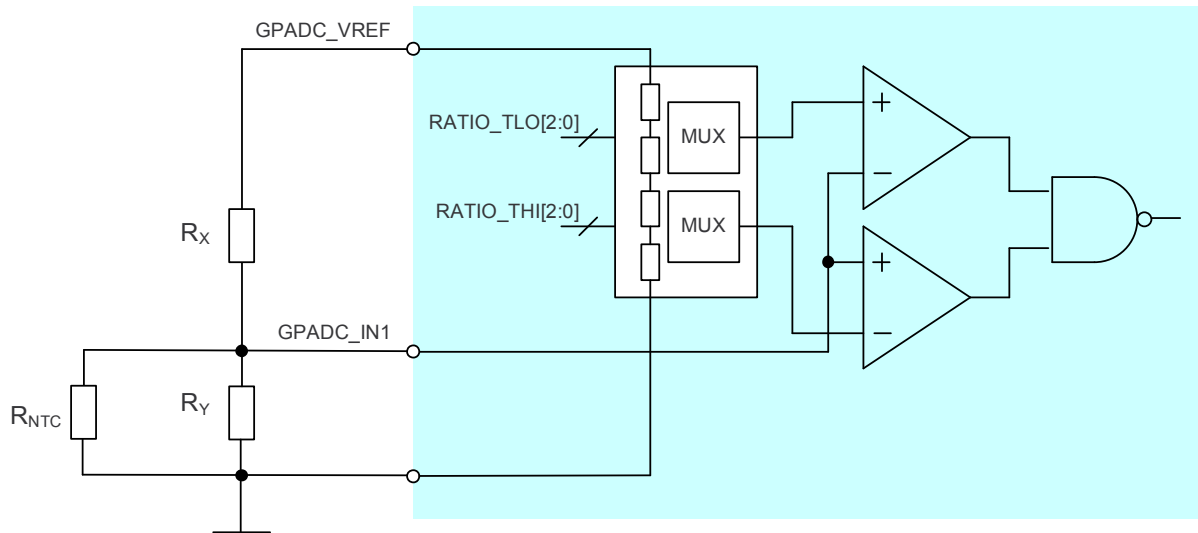 GPADC_VREF
RATIO_TLO[2:0]
MUX
+
−
RATIO_THI[2:0]
MUX
RX
+
−
GPADC_IN1
RNTC
RY